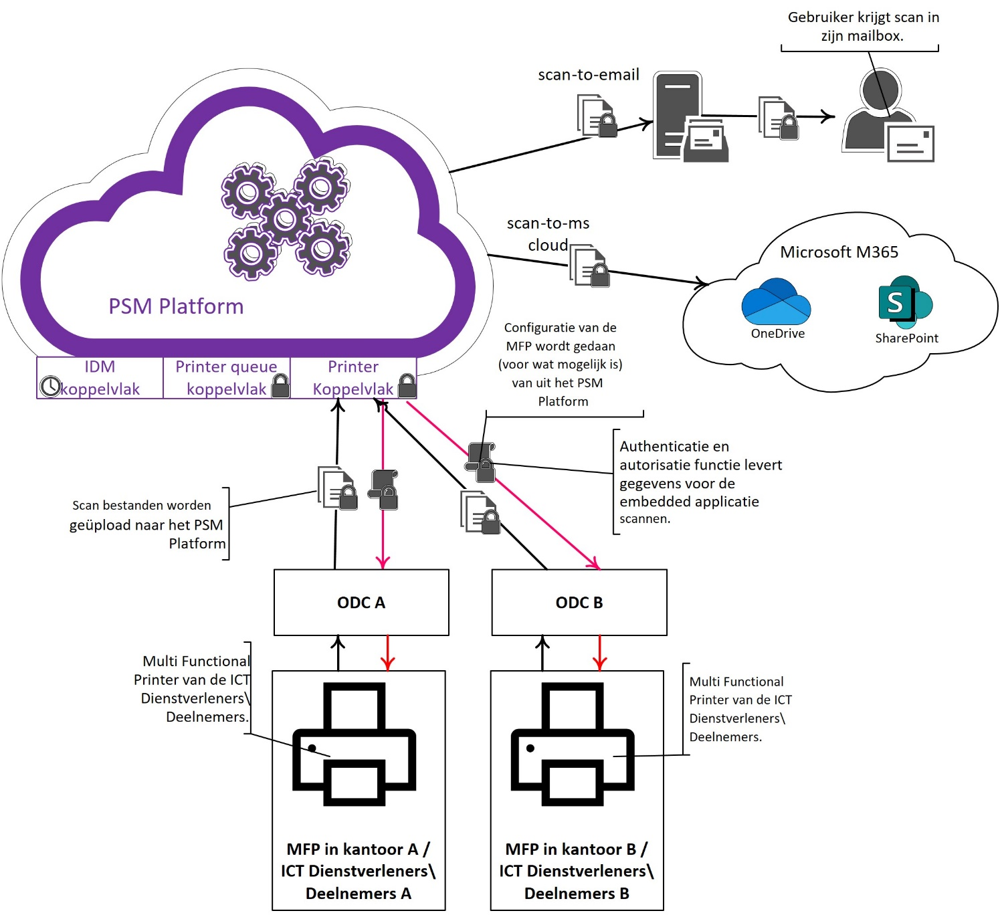 Gebruiker krijgt scan in
zijn mailbox.
scan-to-email
scan-to-ms
cloud
Microsoft M365
OneDrive
S
SharePoint
PSM Platform
IDM
koppelvlak
Printer queue
koppelvlak
Printer
Koppelvlak
Configuratie van de
MFP wordt gedaan
(voor wat mogelijk is)
van uit het PSM
Platform
Authenticatie en
autorisatie functie levert
gegevens voor de
embedded applicatie
scannen.
Scan bestanden worden
geüpload naar het PSM
Platform
ODC A
ODC B
Multi Functional
Printer van de ICT
Dienstverleners\
Deelnemers.
Multi Functional
Printer van de ICT
Dienstverleners\
Deelnemers.
MFP in kantoor A /
ICT Dienstverleners\
Deelnemers A
MFP in kantoor B /
ICT Dienstverleners\
Deelnemers B